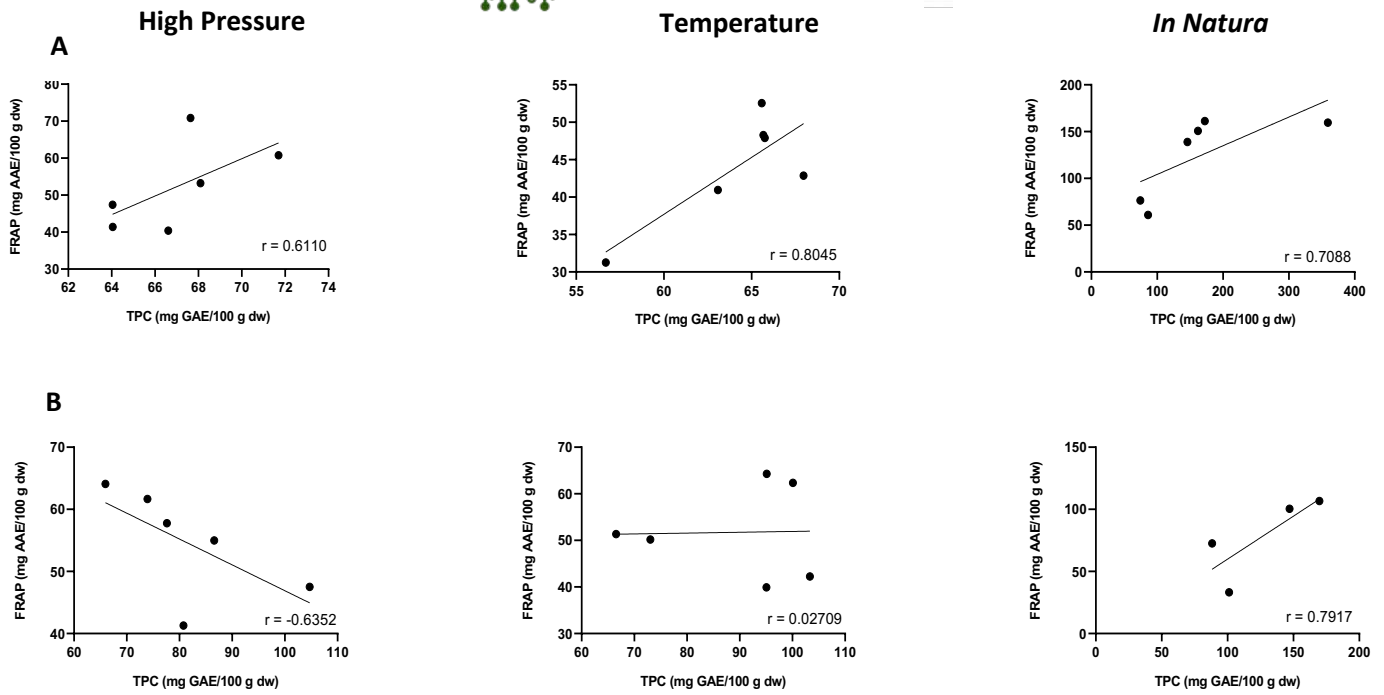 High Pressure
Temperature
In Natura
A
FRAP (mg AAE/100 g dw)
80
70
60
50
40
30
62 64 66 68 70 72 74
r = 0.6110
TPC (mg GAE/100 g dw)
FRAP (mg AAE/100 g dw)
55
50
45
40
35
30
55 60 65 70
r = 0.8045
TPC (mg GAE/100 g dw)
FRAP (mg AAE/100 g dw)
200
150
100
50
0
0 100 200 300 400
r = 0.7088
TPC (mg GAE/100 g dw)
B
FRAP (mg AAE/100 g dw)
70
60
50
40
60 70 80 90 100 110
r = -0.6352
TPC (mg GAE/100 g dw)
FRAP (mg AAE/100 g dw)
70
60
50
40
30
60 70 80 90 100 110
r = 0.02709
TPC (mg GAE/100 g dw)
FRAP (mg AAE/100 g dw)
150
100
50
0
0 50 100 150 200
r = 0.7917
TPC (mg GAE/100 g dw)